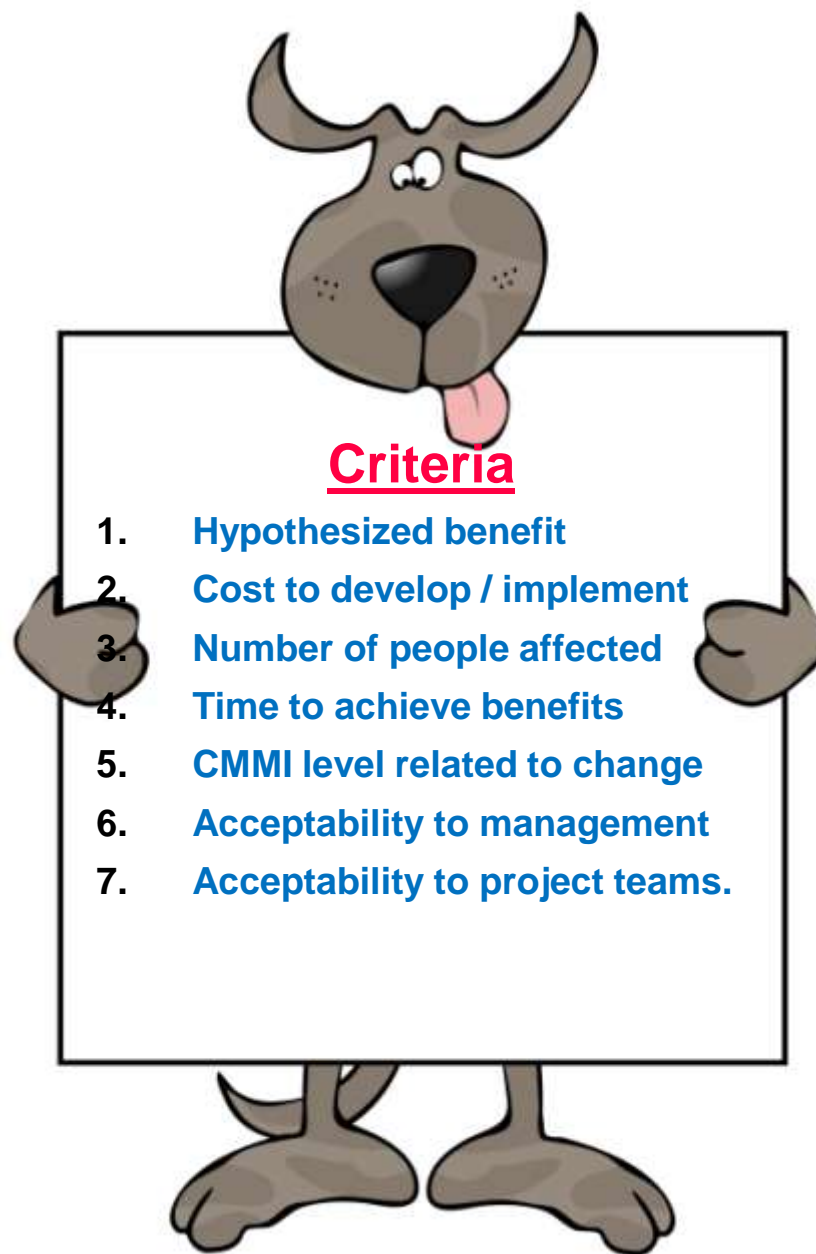 Criteria
1. Hypothesized benefit
2. Cost to develop / implement
3. Number of people affected
4. Time to achieve benefits
5. CMMI level related to change
6. Acceptability to management
7. Acceptability to project teams.